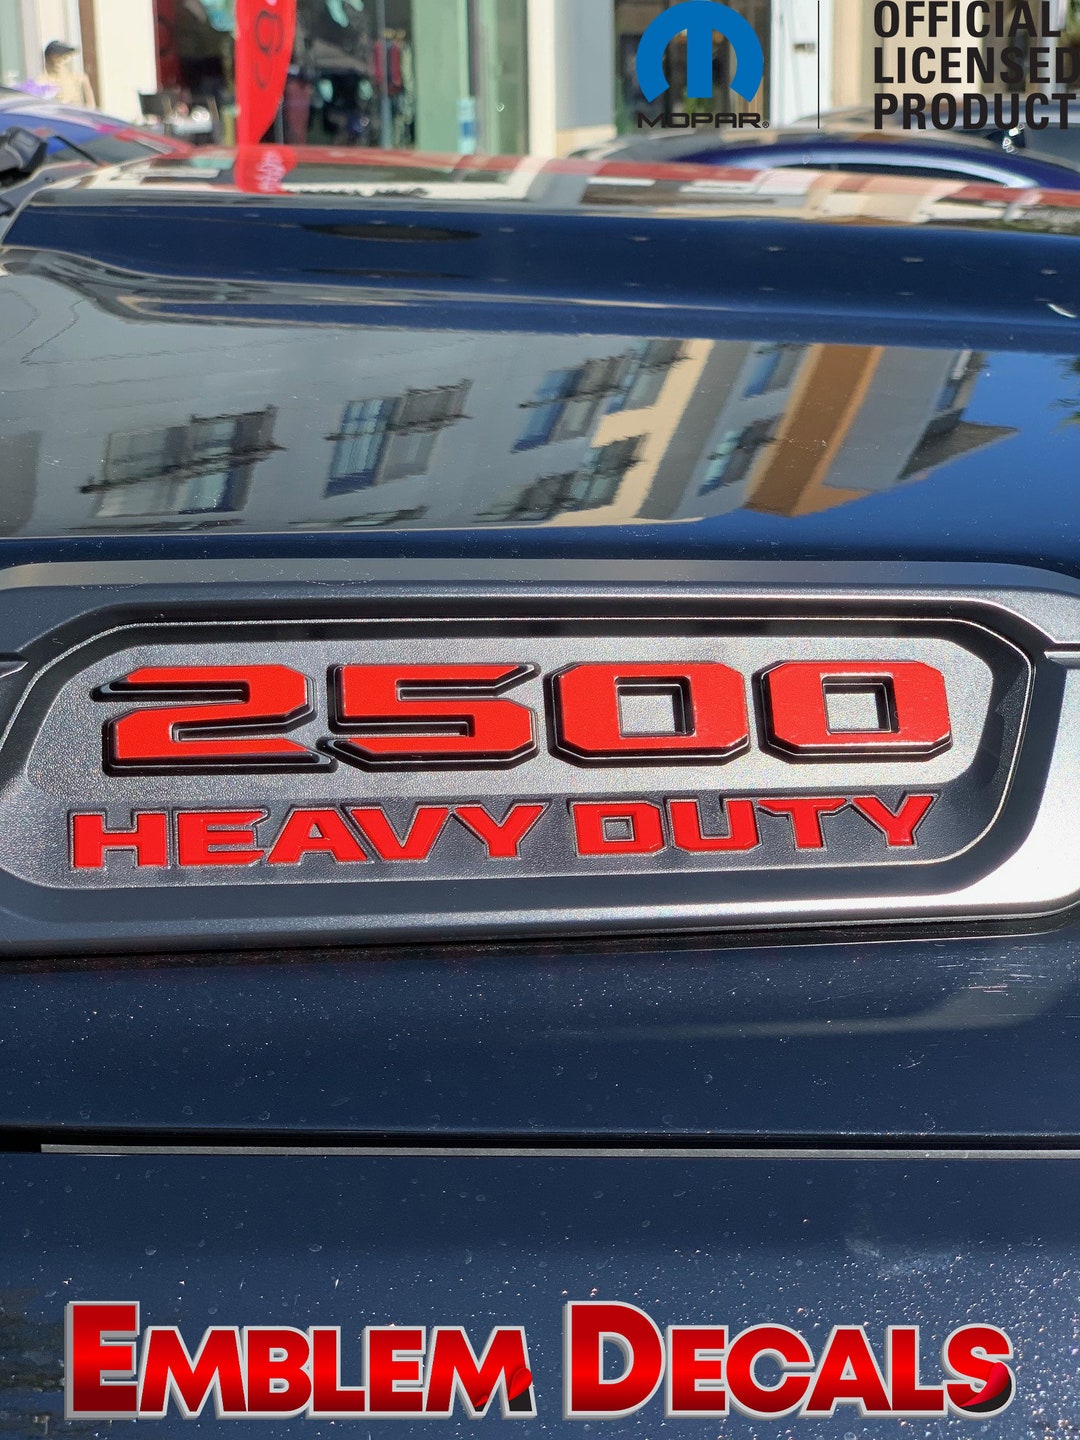 MOPAR®
OFFICIAL
LICENSED
PRODUCT
2500
HEAVY DUTY
EMBLEM DECALS